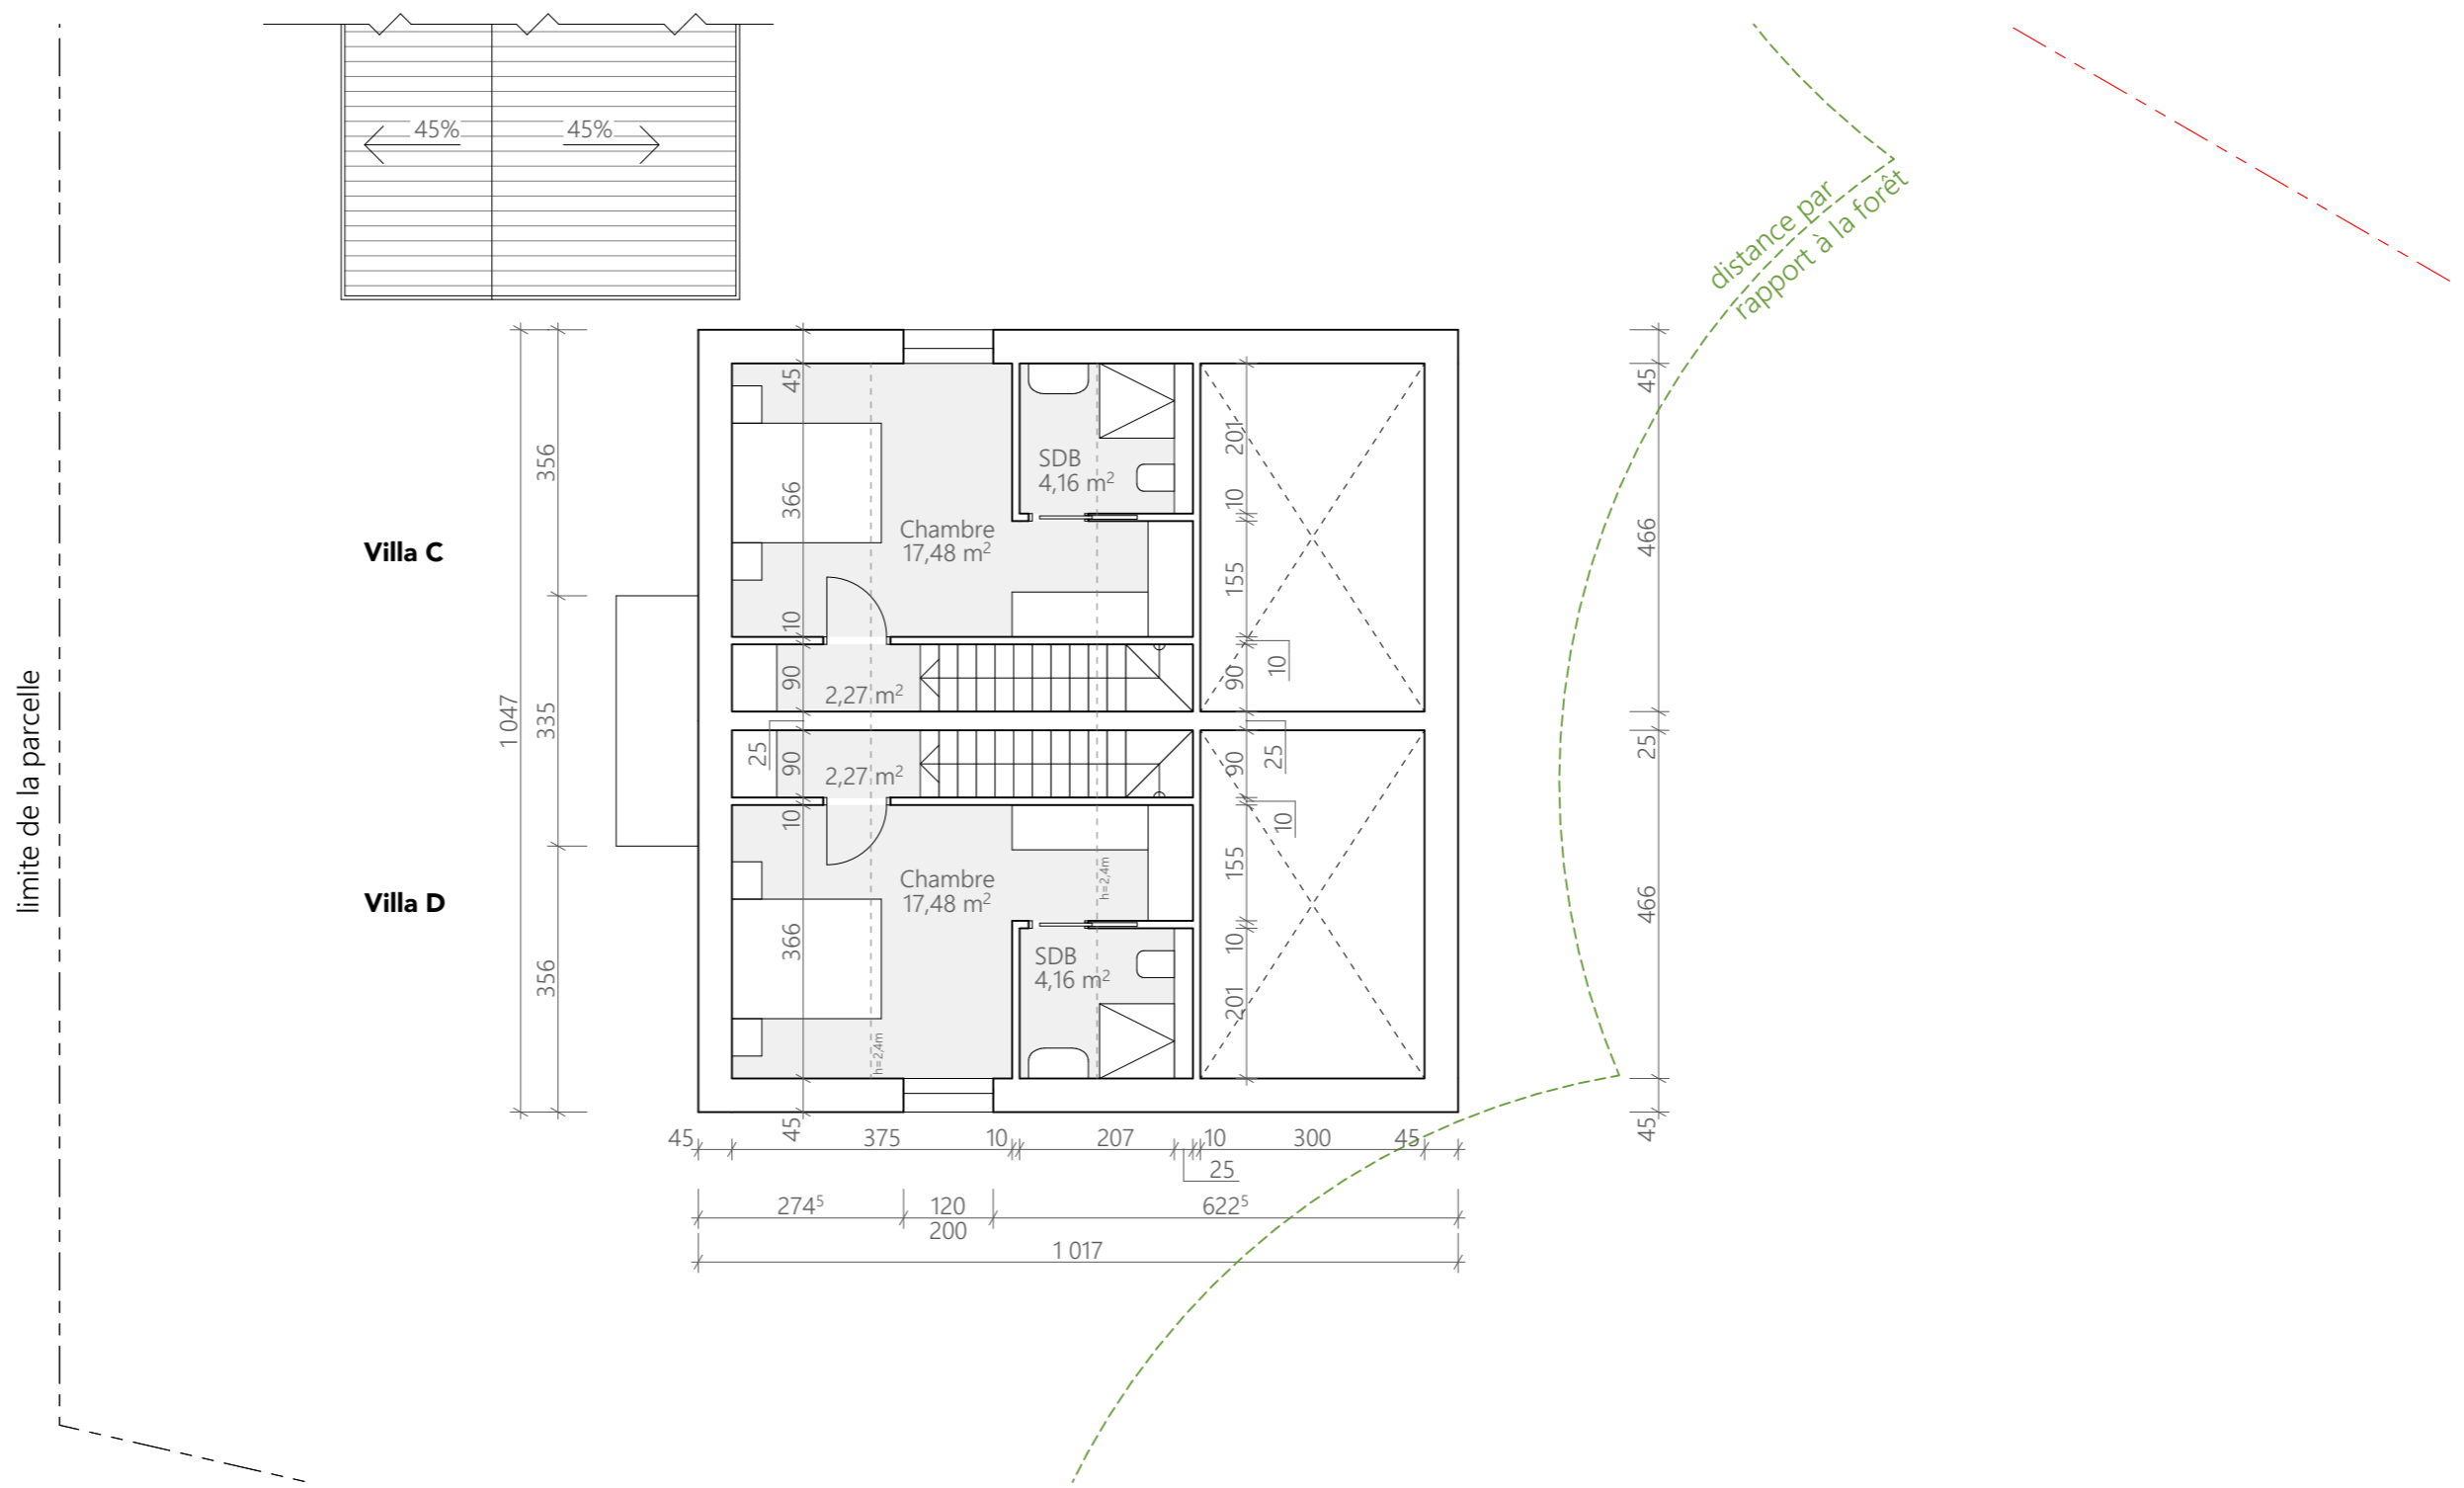 45% 45%
distance par
rapport à la forêt
limite de la parcelle
Villa C
Villa D
1 047
356
335
356
45
366
10
90
25
90
10
366
45
Chambre
17,48 m²
SDB
4,16 m²
2,27 m²
2,27 m²
Chambre
17,48 m²
SDB
4,16 m²
h=2,4m
h=2,4m
201
10
155
10
90
25
90
10
155
10
201
45
466
25
466
45
45 375 10 207 10 300 45
25
274⁵ 120 622⁵
200
1 017